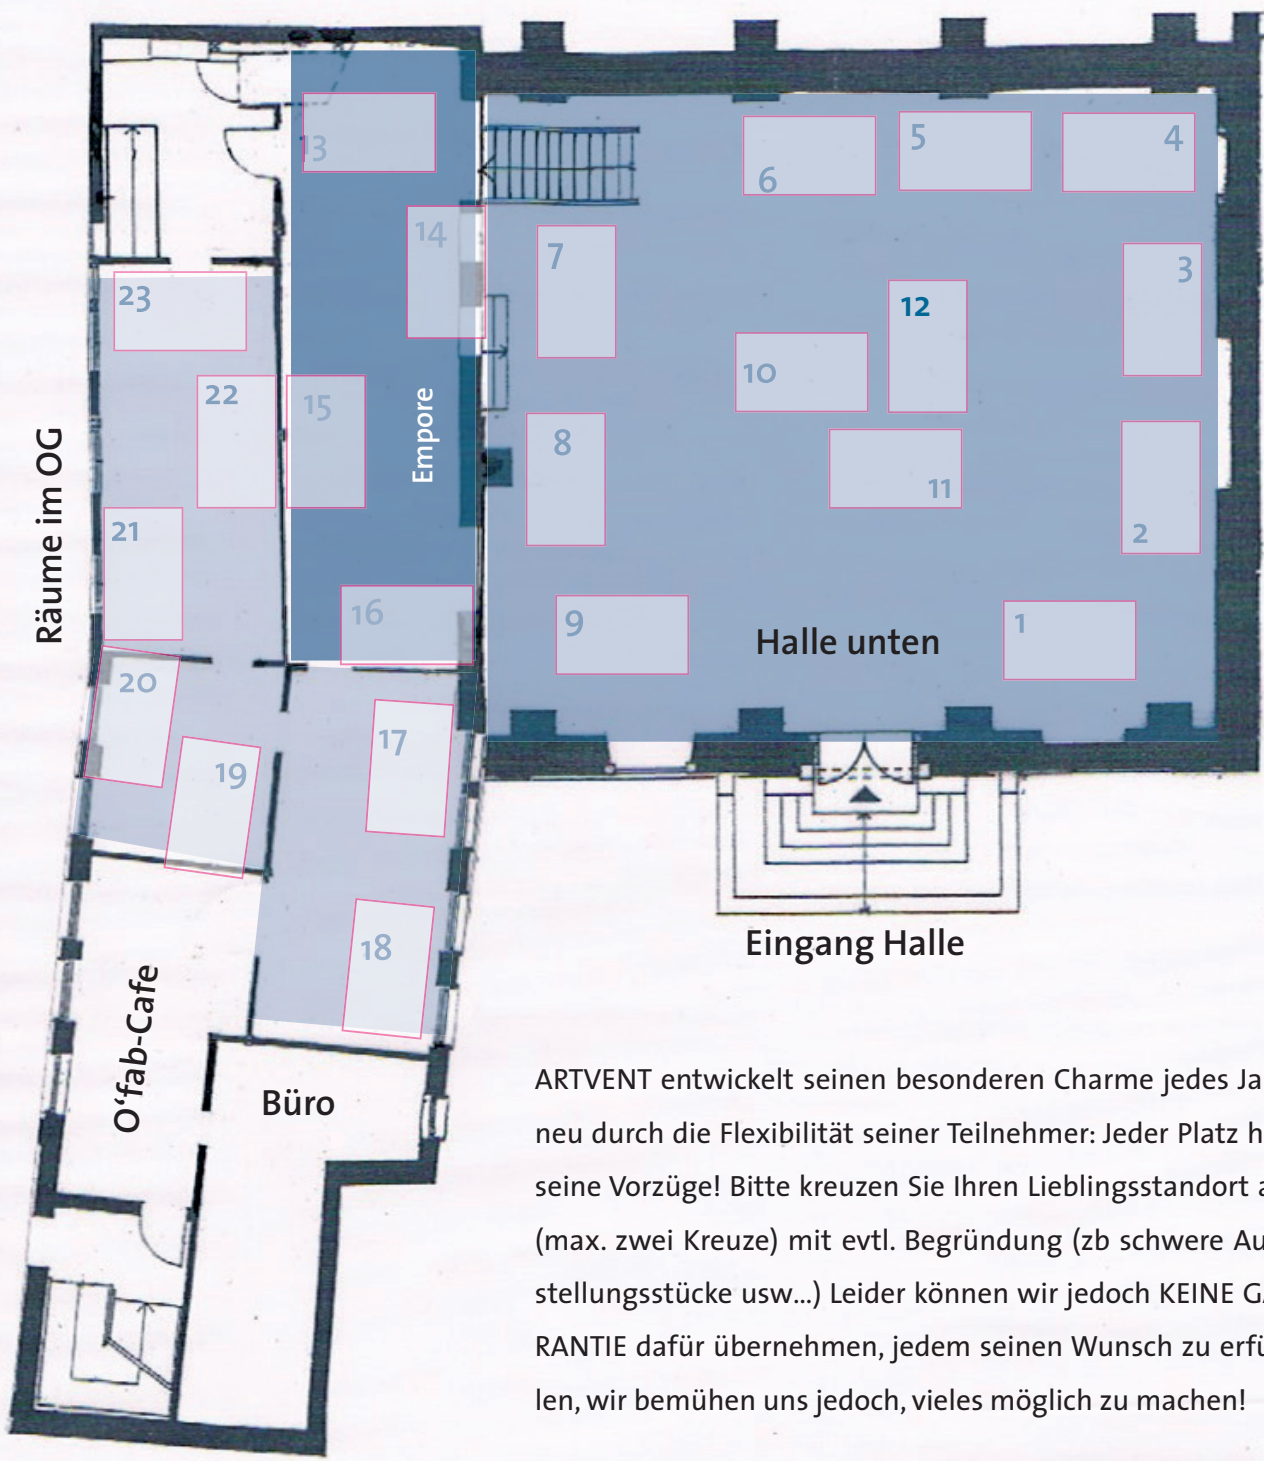 13
14
15
16
Empore
23
22
21
20
19
17
18
Räume im OG
6
5
4
7
3
12
10
8
11
2
9
1
Halle unten
Eingang Halle
O‘fab-Cafe
Büro
ARTVENT entwickelt seinen besonderen Charme jedes Ja
neu durch die Flexibilität seiner Teilnehmer: Jeder Platz h
seine Vorzüge! Bitte kreuzen Sie Ihren Lieblingsstandort a
(max. zwei Kreuze) mit evtl. Begründung (zb schwere Au
stellungsstücke usw...) Leider können wir jedoch KEINE GA
RANTIE dafür übernehmen, jedem seinen Wunsch zu erfü
len, wir bemühen uns jedoch, vieles möglich zu machen!